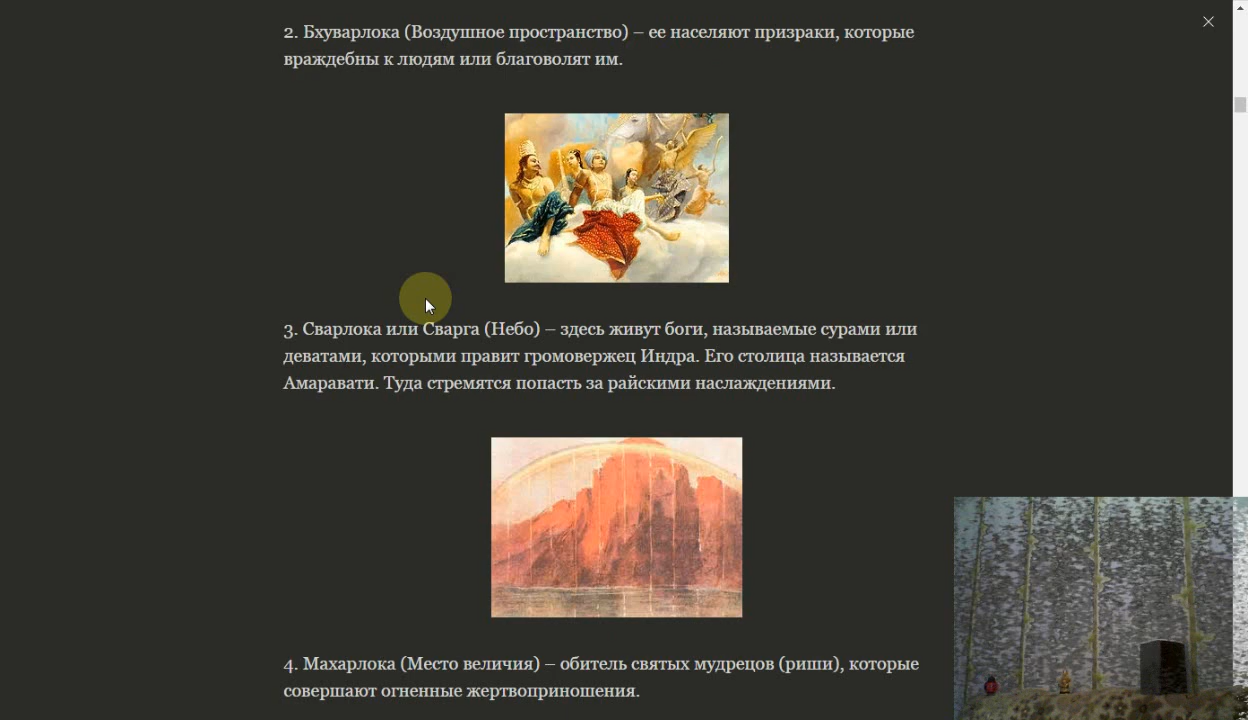 2. Бхуварлока (Воздушное пространство) – ее населяют призраки, которые
враждебны к людям или благоволят им.
3. Сварлока или Сварга (Небо) – здесь живут боги, называемые сурами или
деватами, которыми правит громовержец Индра. Его столица называется
Амаравати. Туда стремятся попасть за райскими наслаждениями.
4. Махарлока (Место величия) – обитель святых мудрецов (риши), которые
совершают огненные жертвоприношения.